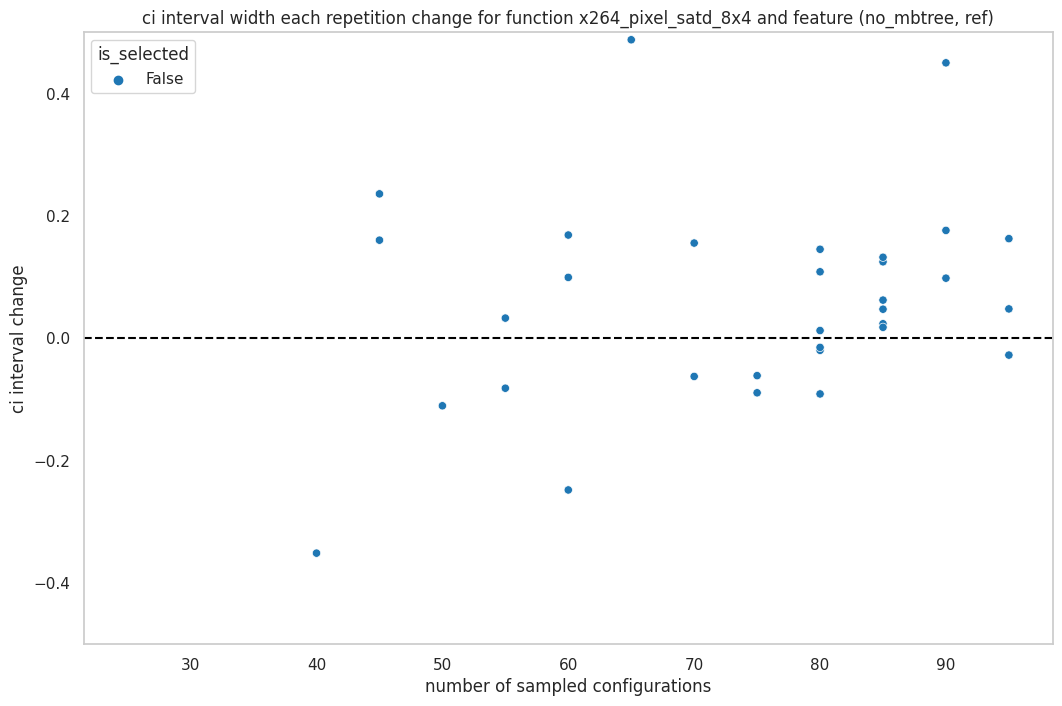 ci interval width each repetition change for function x264_pixel_satd_8x4 and feature (no_mbtree, ref)
is_selected
False
ci interval change
0.4
0.2
0.0
−0.2
−0.4
30 40 50 60 70 80 90
number of sampled configurations